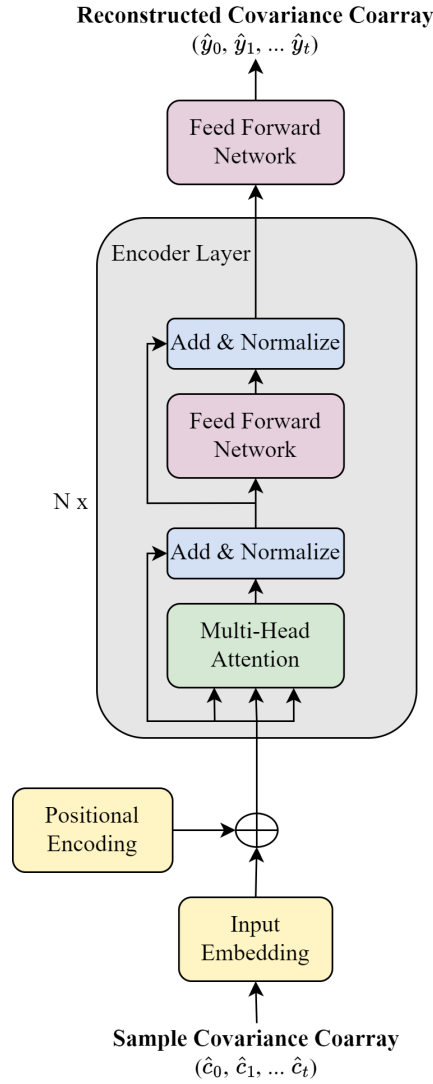 Reconstructed Covariance Coarray
(ŷ₀, ŷ₁, ... ŷₜ)
Feed Forward
Network
Encoder Layer
Add & Normalize
Feed Forward
Network
N x
Add & Normalize
Multi-Head
Attention
Positional
Encoding
Input
Embedding
Sample Covariance Coarray
(ĉ₀, ĉ₁, ... ĉₜ)